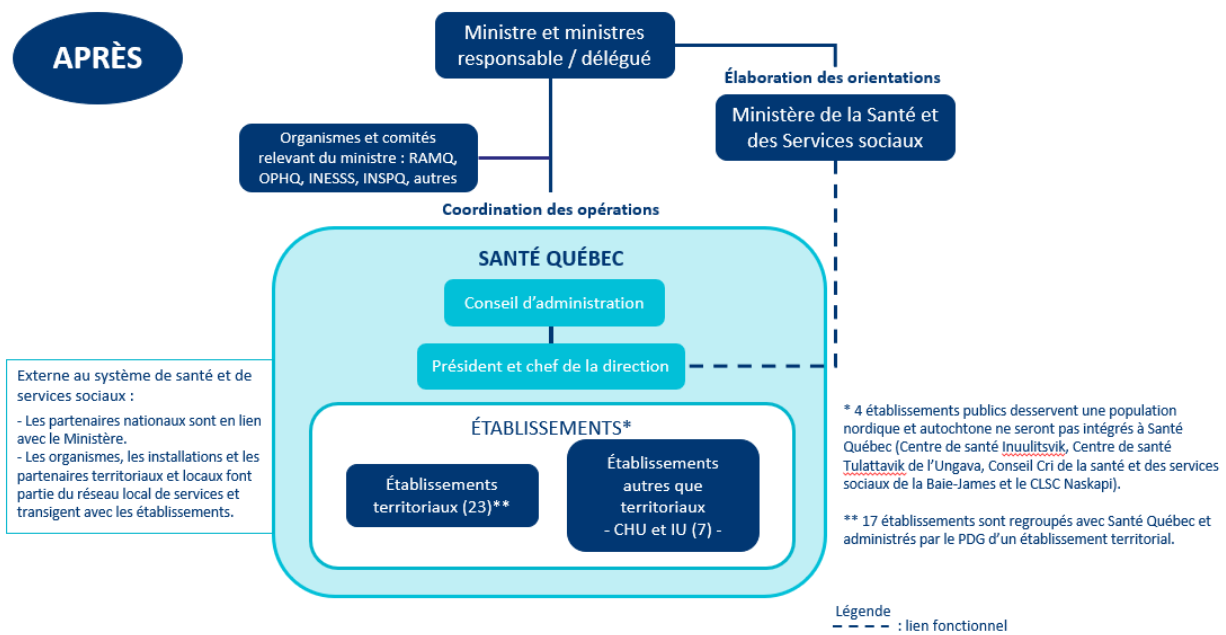 APRÈS
Ministre et ministres
responsable / délégué
Élaboration des orientations
Ministère de la Santé et
des Services sociaux
Organismes et comités
relevant du ministre : RAMQ,
OPHQ, INESSS, INSPQ, autres
Coordination des opérations
SANTÉ QUÉBEC
Conseil d’administration
Président et chef de la direction
Externe au système de santé et de
services sociaux :
- Les partenaires nationaux sont en lien
avec le Ministère.
- Les organismes, les installations et les
partenaires territoriaux et locaux font
partie du réseau local de services et
transigent avec les établissements.
ÉTABLISSEMENTS*
Établissements
territoriaux (23)**
Établissements
autres que
territoriaux
- CHU et IU (7) -
* 4 établissements publics desservent une population
nordique et autochtone ne seront pas intégrés à Santé
Québec (Centre de santé Inuulitsvik, Centre de santé
Tulattavik de l’Ungava, Conseil Cri de la santé et des services
sociaux de la Baie-James et le CLSC Naskapi).
** 17 établissements sont regroupés avec Santé Québec et
administrés par le PDG d’un établissement territorial.
Légende
: lien fonctionnel